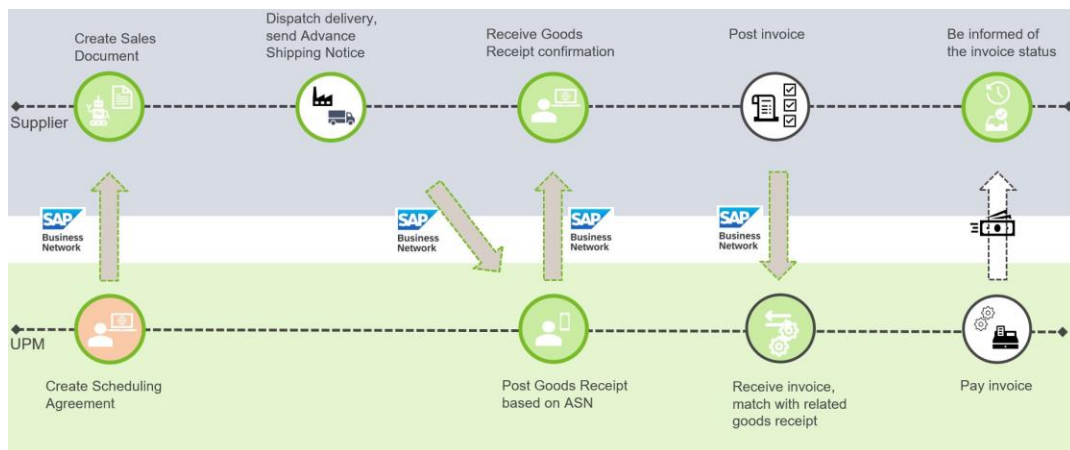 Create Sales
Document
Dispatch delivery,
send Advance
Shipping Notice
Receive Goods
Receipt confirmation
Post invoice
Be informed of
the invoice status
Supplier
SAP
Business
Network
SAP
Business
Network
SAP
Business
Network
SAP
Business
Network
UPM
Create Scheduling
Agreement
Post Goods Receipt
based on ASN
Receive invoice,
match with related
goods receipt
Pay invoice